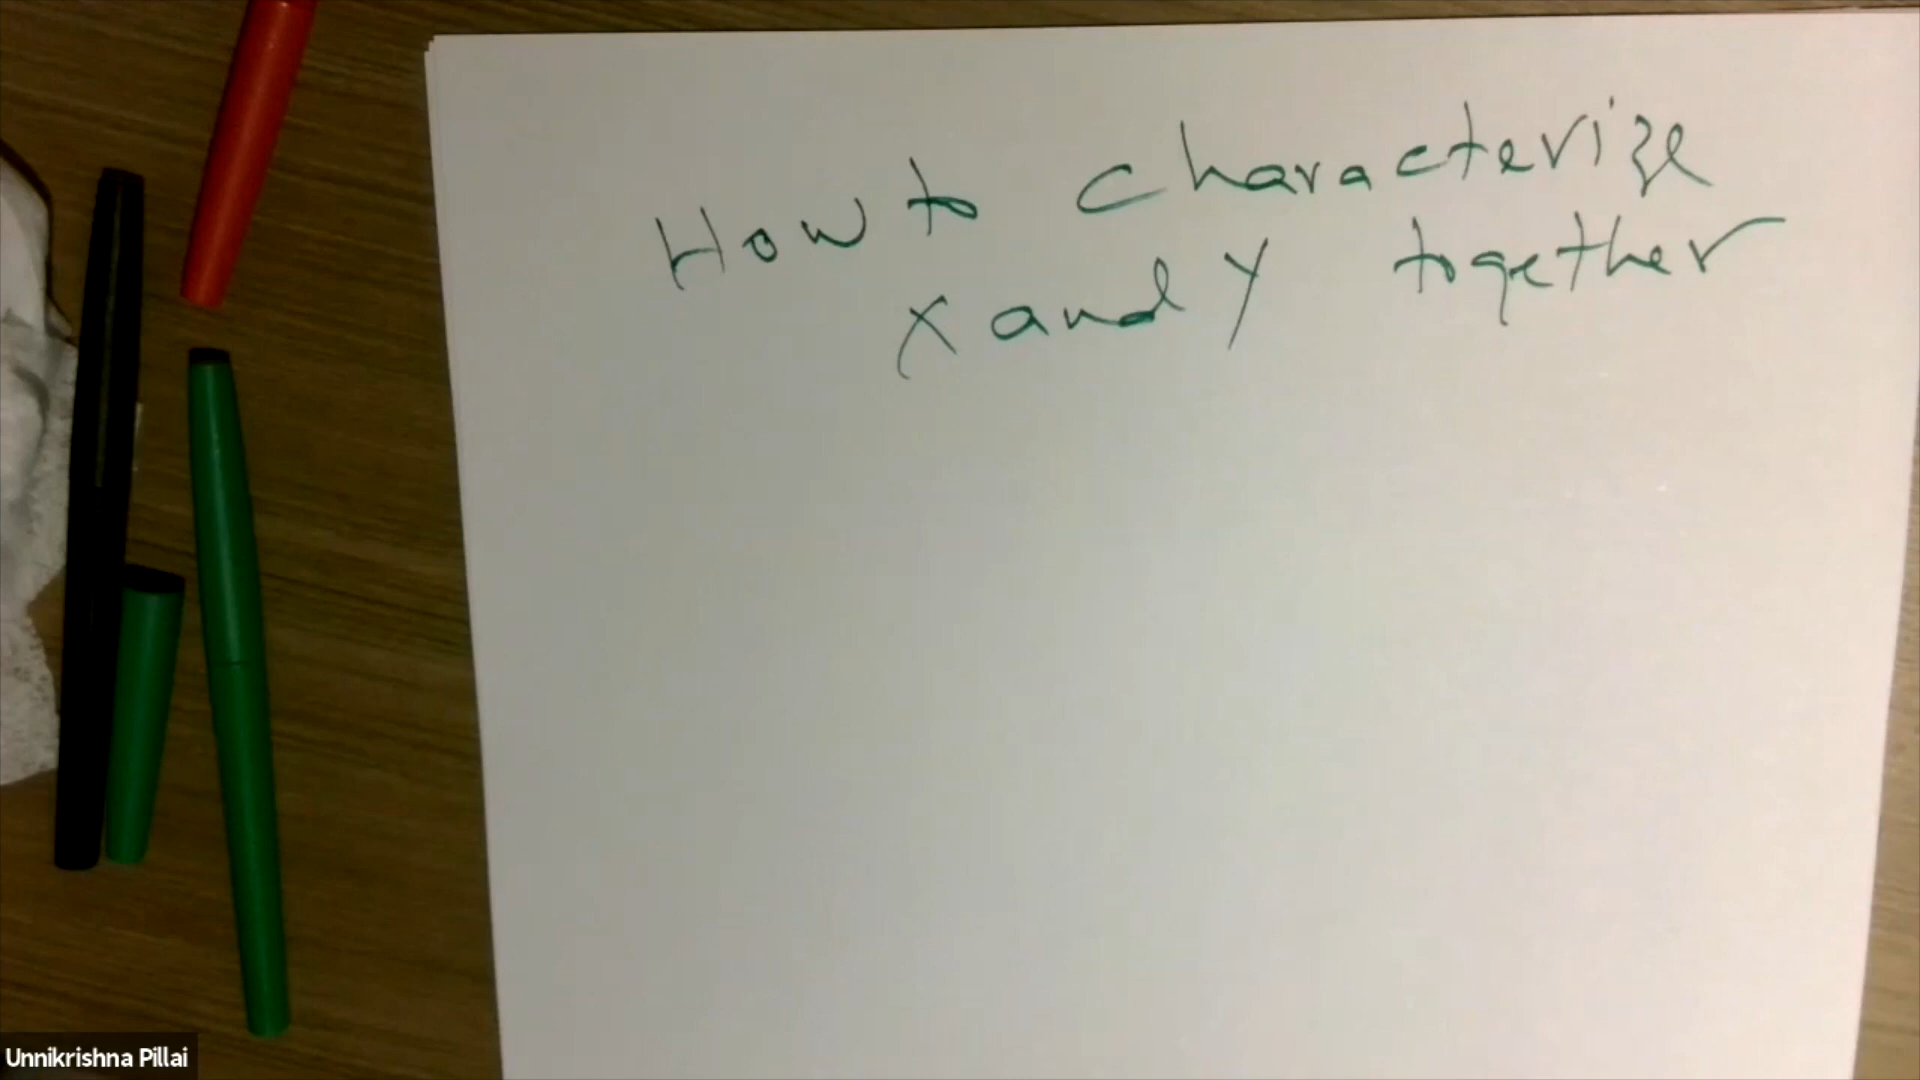 How to characterize
X and Y together
Unnikrishna Pillai